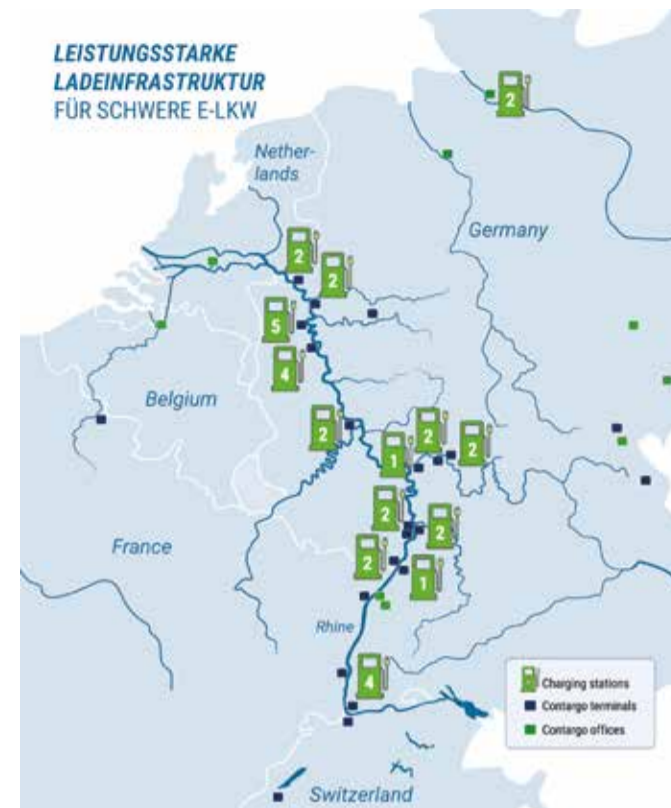 LEISTUNGSSTARKE
LADEINFRASTRUKTUR
FÜR SCHWERE E-LKW
2
Nether-
lands
Germany
2
2
5
4
Belgium
2
2
2
1
2
2
France
2
1
Rhine
4
Charging stations
Contargo terminals
Contargo offices
Switzerland